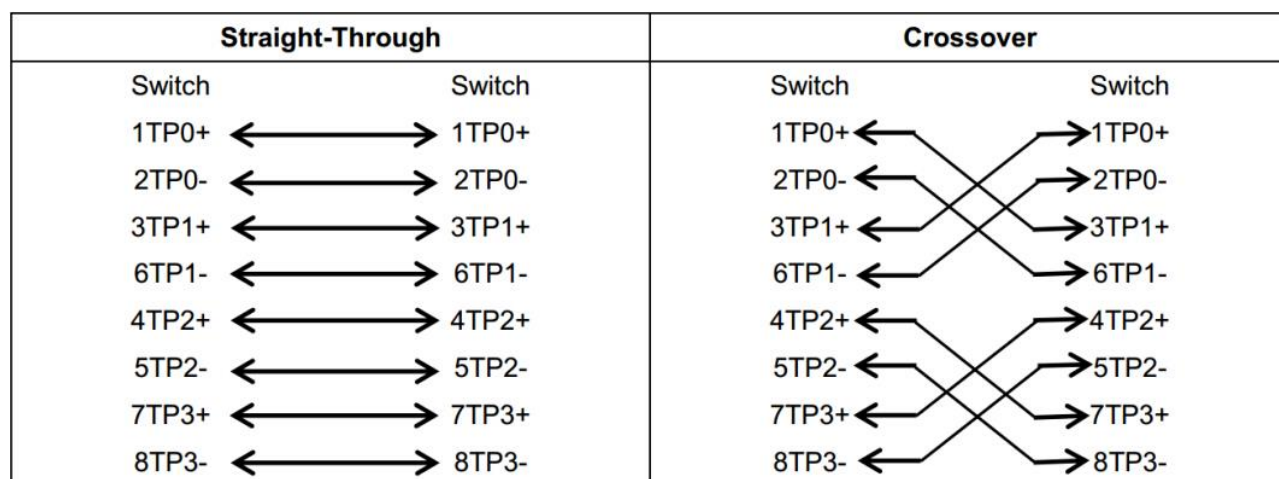 Straight-Through Crossover
Switch Switch Switch Switch
1TP0+ 1TP0+ 1TP0+ 1TP0+
2TP0- 2TP0- 2TP0- 2TP0-
3TP1+ 3TP1+ 3TP1+ 3TP1+
6TP1- 6TP1- 6TP1- 6TP1-
4TP2+ 4TP2+ 4TP2+ 4TP2+
5TP2- 5TP2- 5TP2- 5TP2-
7TP3+ 7TP3+ 7TP3+ 7TP3+
8TP3- 8TP3- 8TP3- 8TP3-